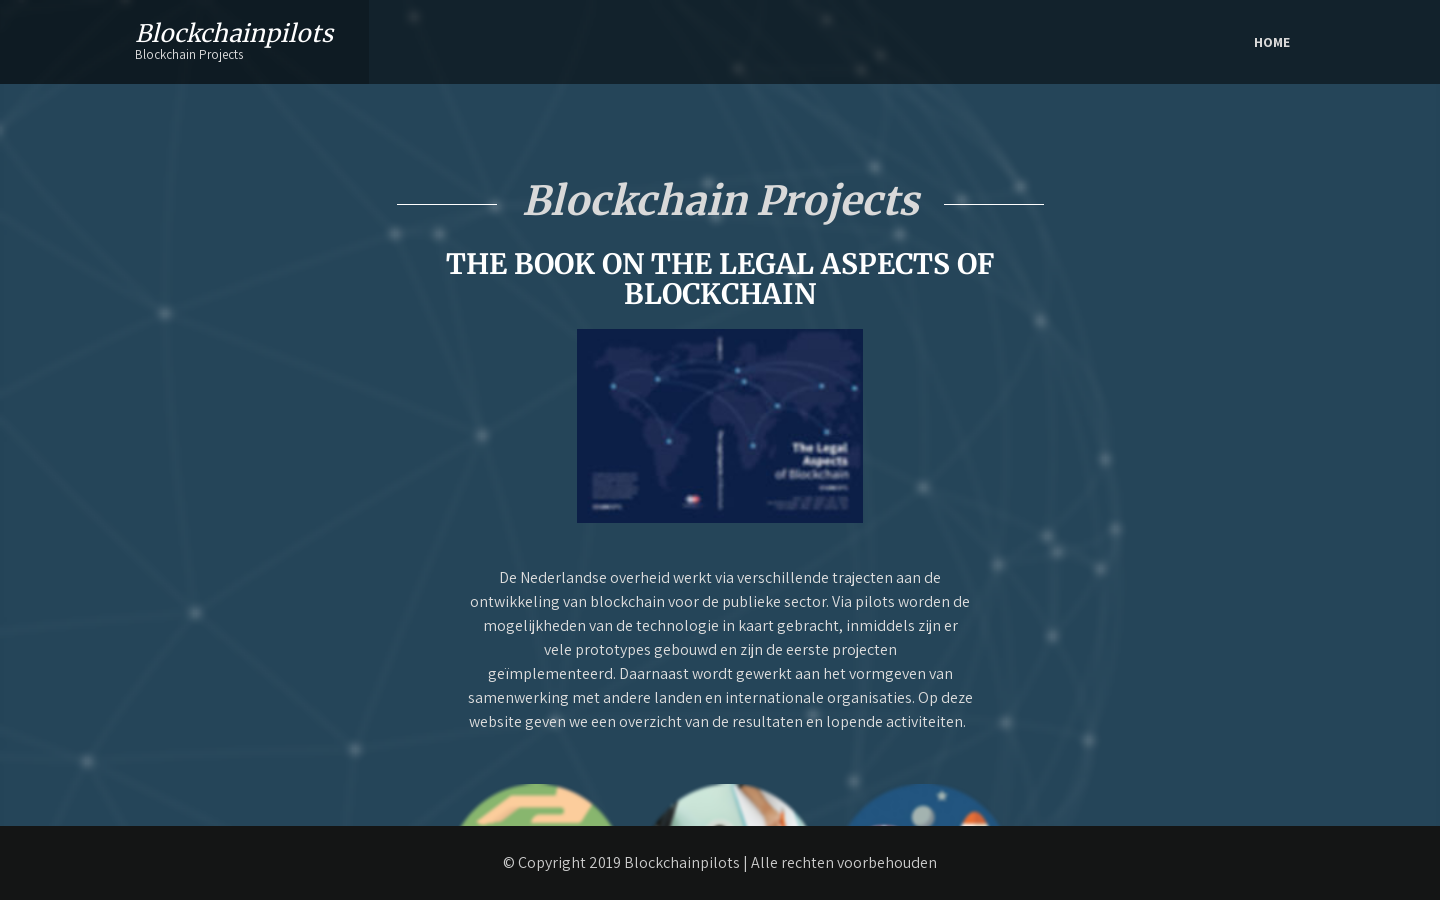 Blockchainpilots
Blockchain Projects
HOME
Blockchain Projects
THE BOOK ON THE LEGAL ASPECTS OF
BLOCKCHAIN
The Legal
Aspects
of Blockchain
De Nederlandse overheid werkt via verschillende trajecten aan de
ontwikkeling van blockchain voor de publieke sector. Via pilots worden de
mogelijkheden van de technologie in kaart gebracht, inmiddels zijn er
vele prototypes gebouwd en zijn de eerste projecten
geïmplementeerd. Daarnaast wordt gewerkt aan het vormgeven van
samenwerking met andere landen en internationale organisaties. Op deze
website geven we een overzicht van de resultaten en lopende activiteiten.
© Copyright 2019 Blockchainpilots | Alle rechten voorbehouden